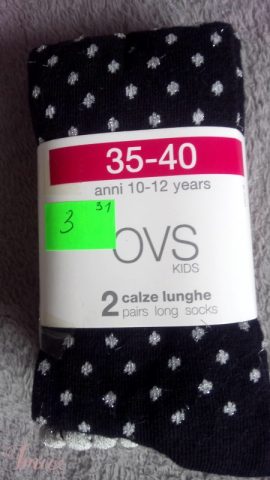 35-40
anni 10-12 years
3 31
OVS
KIDS
2 calze lunghe
pairs long socks